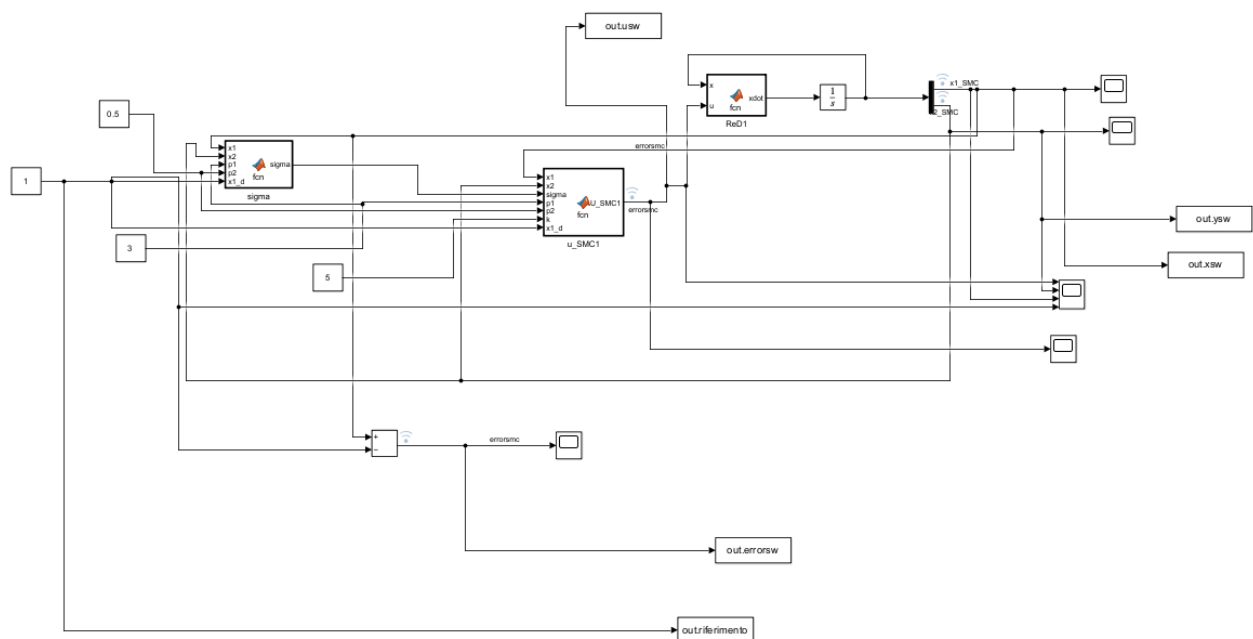 out.usw
x1_SMC
x
u
fcn
xdot
ReD1
1
s
x2_SMC
0.5
x1
x2
p1
p2
x1_d
fcn
sigma
sigma
1
errorsmc
x1
x2
sigma
p1
p2
k
x1_d
fcn
U_SMC1
u_SMC1
errorsmc
out.ysw
3
out.xsw
5
+
−
errorsmc
out.errorsw
out.riferimento